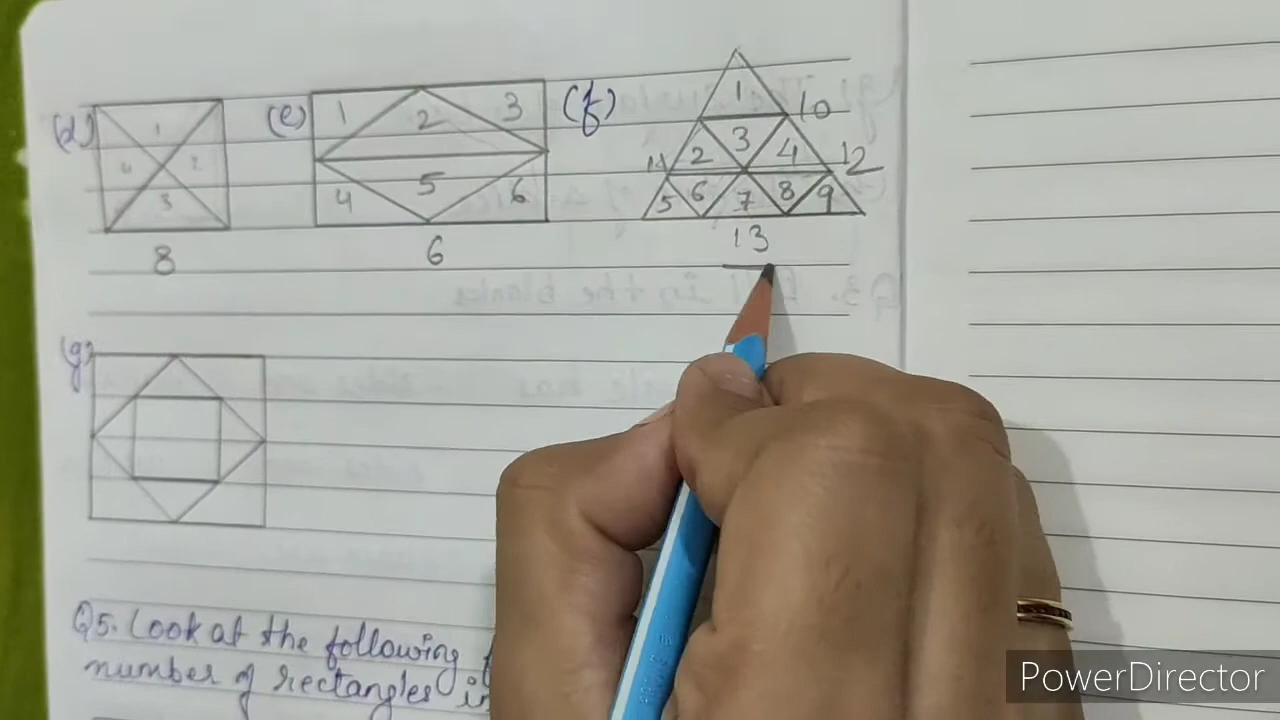 (d) 1 2 3 4
8
(e) 1 2 3 4 5 6
6
(f) 1 10
2 3 4 11 12
5 6 7 8 9
13
(g)
Q5. Look at the following
number of rectangles in
PowerDirector